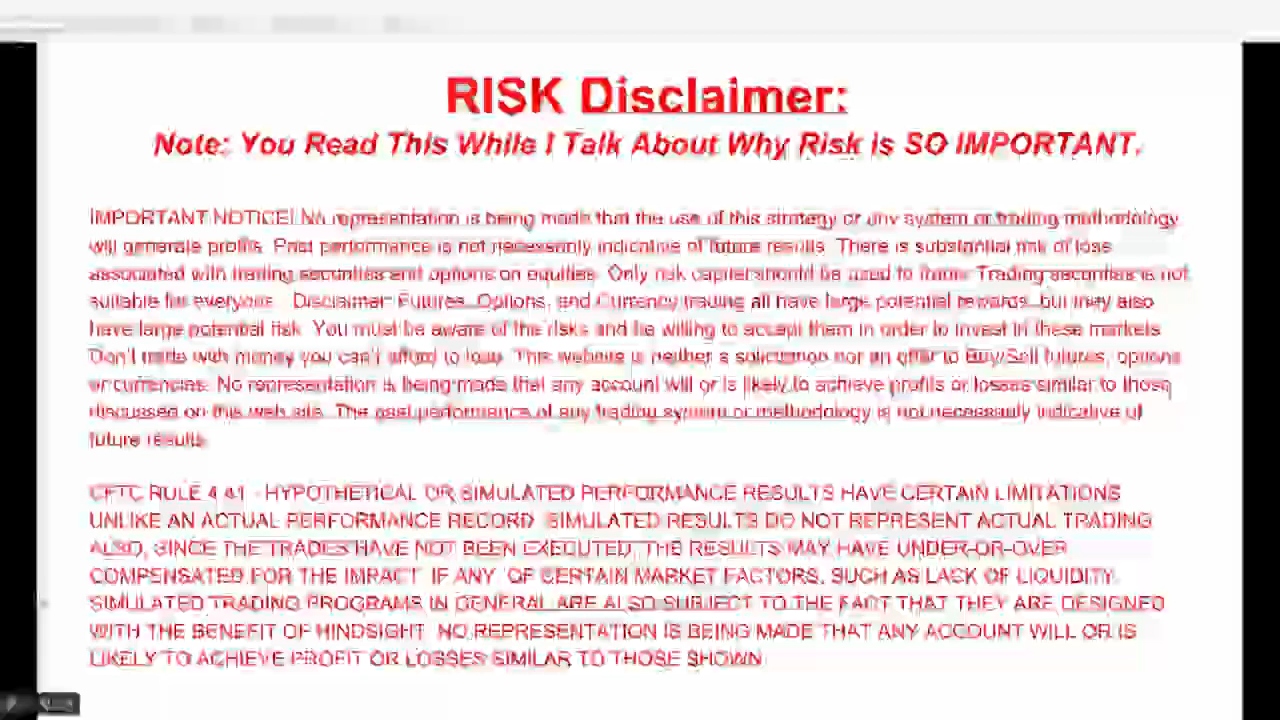 RISK Disclaimer:
Note: You Read This While I Talk About Why Risk is SO IMPORTANT.
IMPORTANT NOTICE! No representation is being made that the use of this strategy or any system or trading methodology
will generate profits. Past performance is not necessarily indicative of future results. There is substantial risk of loss
associated with trading securities and options on equities. Only risk capital should be used to trade. Trading securities is not
suitable for everyone. Disclaimer: Futures, Options, and Currency trading all have large potential rewards, but they also
have large potential risk. You must be aware of the risks and be willing to accept them in order to invest in these markets.
Don't trade with money you can't afford to lose. This website is neither a solicitation nor an offer to Buy/Sell futures, options
or currencies. No representation is being made that any account will or is likely to achieve profits or losses similar to those
discussed on this web site. The past performance of any trading system or methodology is not necessarily indicative of
future results.
CFTC RULE 4.41 - HYPOTHETICAL OR SIMULATED PERFORMANCE RESULTS HAVE CERTAIN LIMITATIONS.
UNLIKE AN ACTUAL PERFORMANCE RECORD, SIMULATED RESULTS DO NOT REPRESENT ACTUAL TRADING.
ALSO, SINCE THE TRADES HAVE NOT BEEN EXECUTED, THE RESULTS MAY HAVE UNDER-OR-OVER
COMPENSATED FOR THE IMPACT, IF ANY, OF CERTAIN MARKET FACTORS, SUCH AS LACK OF LIQUIDITY.
SIMULATED TRADING PROGRAMS IN GENERAL ARE ALSO SUBJECT TO THE FACT THAT THEY ARE DESIGNED
WITH THE BENEFIT OF HINDSIGHT. NO REPRESENTATION IS BEING MADE THAT ANY ACCOUNT WILL OR IS
LIKELY TO ACHIEVE PROFIT OR LOSSES SIMILAR TO THOSE SHOWN.